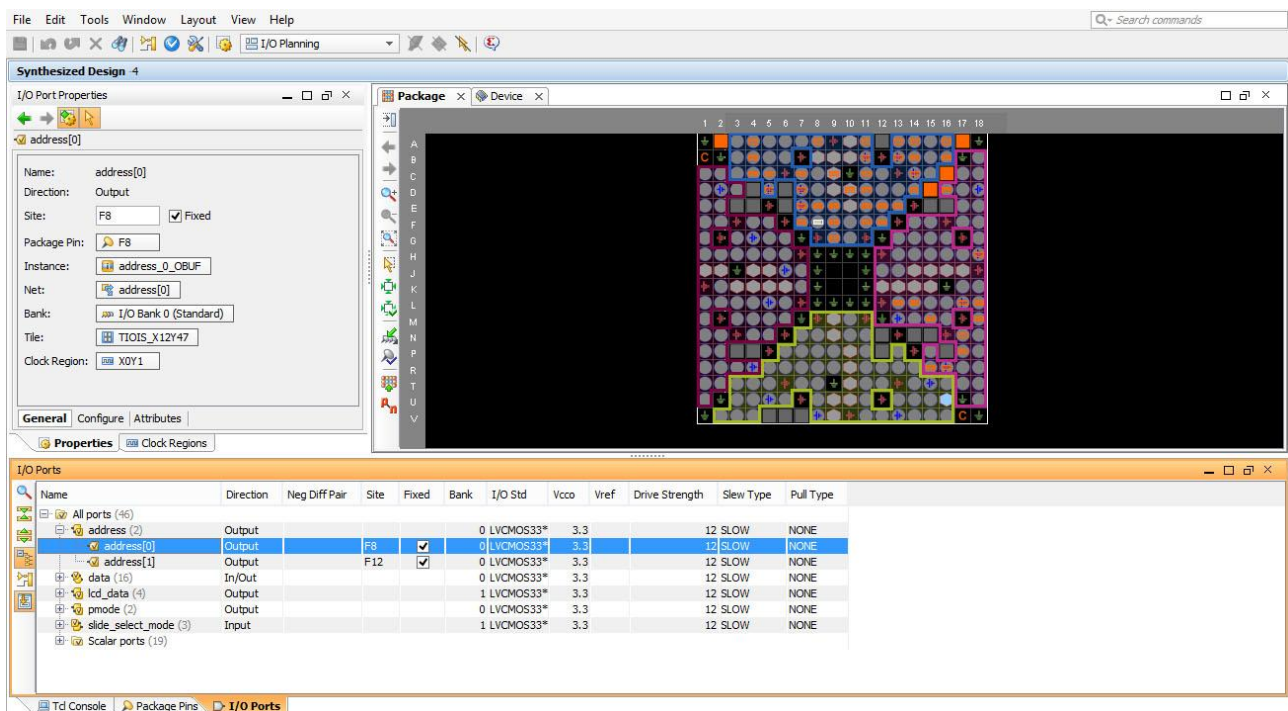 File Edit Tools Window Layout View Help
Search commands
I/O Planning
Synthesized Design -4
I/O Port Properties
address[0]
Name: address[0]
Direction: Output
Site: F8 Fixed
Package Pin: F8
Instance: address_0_OBUF
Net: address[0]
Bank: I/O Bank 0 (Standard)
Tile: TIOIS_X12Y47
Clock Region: X0Y1
General Configure Attributes
Properties Clock Regions
Package Device
1 2 3 4 5 6 7 8 9 10 11 12 13 14 15 16 17 18
A
B
C
D
E
F
G
H
J
K
L
M
N
P
R
T
U
V
C
C
I/O Ports
Name Direction Neg Diff Pair Site Fixed Bank I/O Std Vcco Vref Drive Strength Slew Type Pull Type
All ports (46)
address (2) Output 0 LVCMOS33* 3.3 12 SLOW NONE
address[0] Output F8 0 LVCMOS33* 3.3 12 SLOW NONE
address[1] Output F12 0 LVCMOS33* 3.3 12 SLOW NONE
data (16) In/Out 0 LVCMOS33* 3.3 12 SLOW NONE
lcd_data (4) Output 1 LVCMOS33* 3.3 12 SLOW NONE
pmode (2) Output 0 LVCMOS33* 3.3 12 SLOW NONE
slide_select_mode (3) Input 1 LVCMOS33* 3.3 12 SLOW NONE
Scalar ports (19)
Tcl Console Package Pins I/O Ports